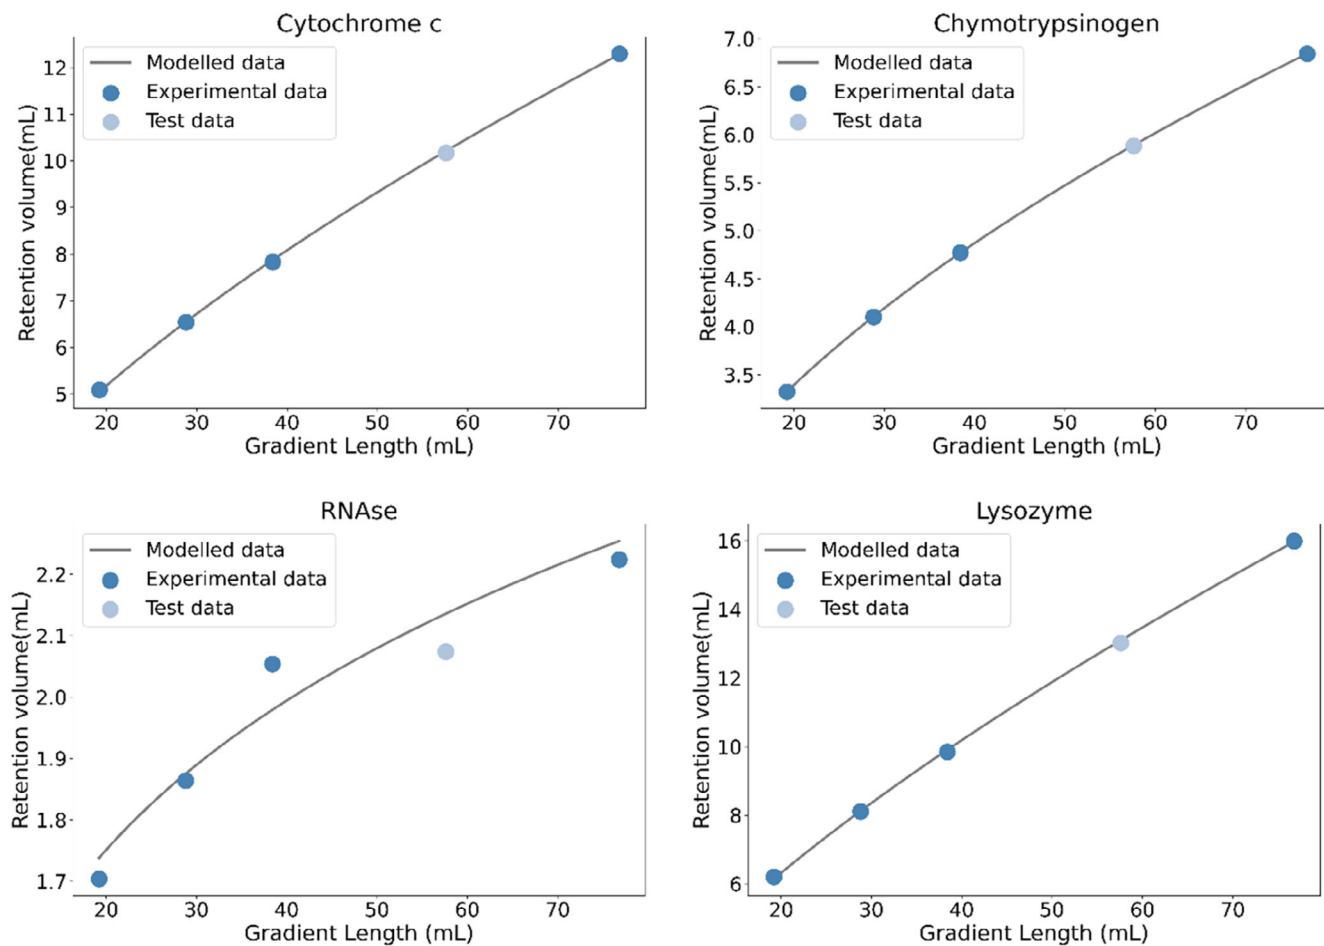 Cytochrome c
Modelled data
Experimental data
Test data
Retention volume(mL)
12
11
10
9
8
7
6
5
20 30 40 50 60 70
Gradient Length (mL)
Chymotrypsinogen
Modelled data
Experimental data
Test data
Retention volume(mL)
7.0
6.5
6.0
5.5
5.0
4.5
4.0
3.5
20 30 40 50 60 70
Gradient Length (mL)
RNAse
Modelled data
Experimental data
Test data
Retention volume(mL)
2.2
2.1
2.0
1.9
1.8
1.7
20 30 40 50 60 70
Gradient Length (mL)
Lysozyme
Modelled data
Experimental data
Test data
Retention volume(mL)
16
14
12
10
8
6
20 30 40 50 60 70
Gradient Length (mL)